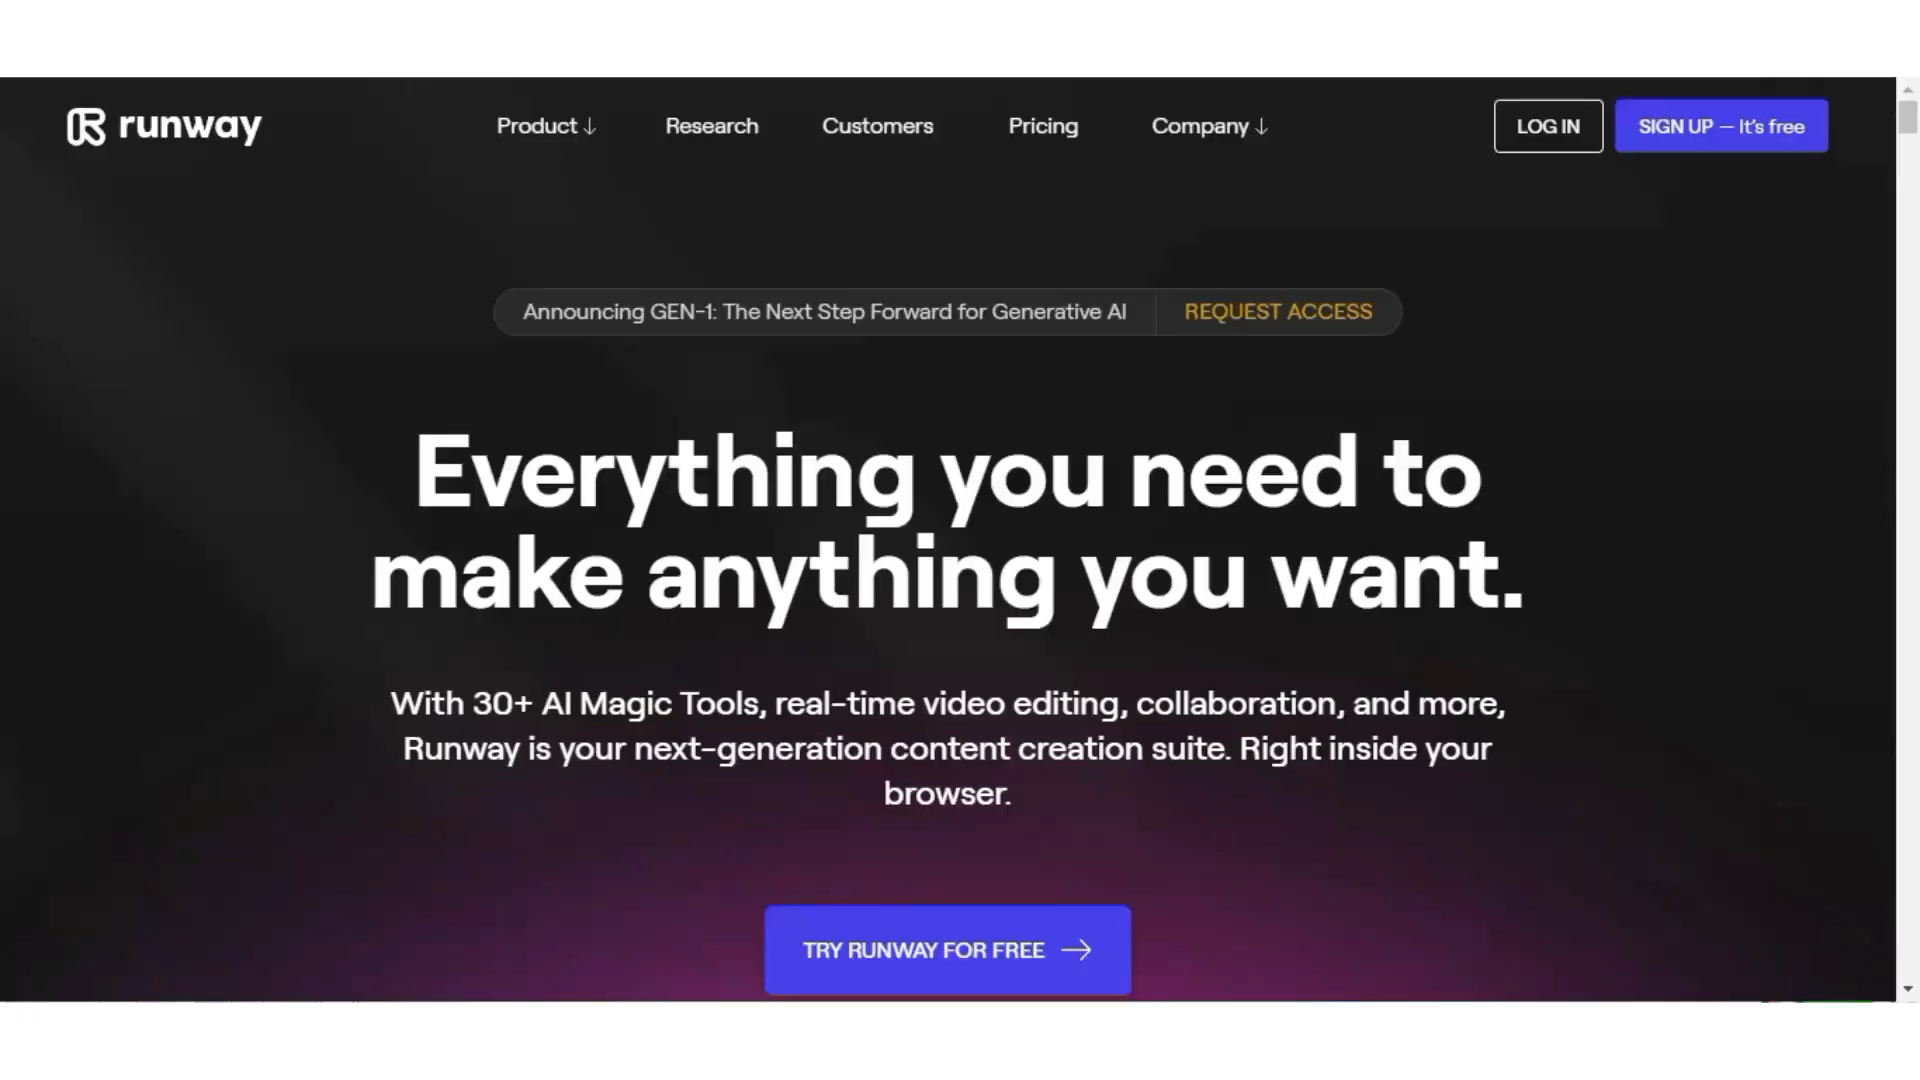 runway
Product ↓ Research Customers Pricing Company ↓ LOG IN SIGN UP — It's free
Announcing GEN-1: The Next Step Forward for Generative AI REQUEST ACCESS
Everything you need to
make anything you want.
With 30+ AI Magic Tools, real-time video editing, collaboration, and more,
Runway is your next-generation content creation suite. Right inside your
browser.
TRY RUNWAY FOR FREE →